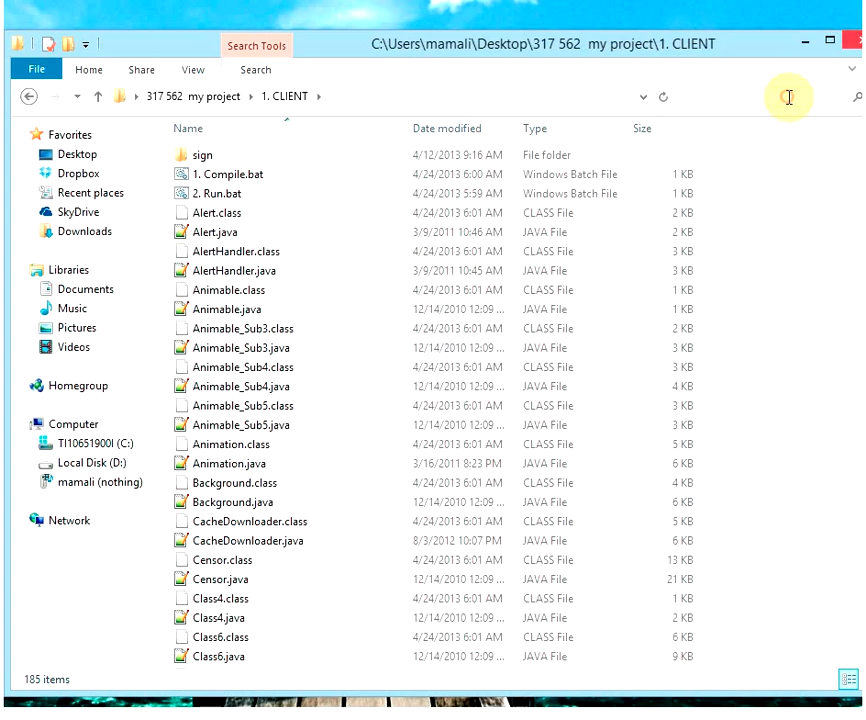 Search Tools
C:\Users\mamali\Desktop\317 562  my project\1. CLIENT
File Home Share View Search
317 562  my project 1. CLIENT
Name Date modified Type Size
Favorites
Desktop
Dropbox
Recent places
SkyDrive
Downloads
Libraries
Documents
Music
Pictures
Videos
Homegroup
Computer
TI10651900I (C:)
Local Disk (D:)
mamali (nothing)
Network
sign 4/12/2013 9:16 AM File folder
1. Compile.bat 4/24/2013 6:00 AM Windows Batch File 1 KB
2. Run.bat 4/24/2013 5:59 AM Windows Batch File 1 KB
Alert.class 4/24/2013 6:01 AM CLASS File 2 KB
Alert.java 3/9/2011 10:46 AM JAVA File 2 KB
AlertHandler.class 4/24/2013 6:01 AM CLASS File 3 KB
AlertHandler.java 3/9/2011 10:45 AM JAVA File 3 KB
Animable.class 4/24/2013 6:01 AM CLASS File 1 KB
Animable.java 12/14/2010 12:09 ... JAVA File 1 KB
Animable_Sub3.class 4/24/2013 6:01 AM CLASS File 2 KB
Animable_Sub3.java 12/14/2010 12:09 ... JAVA File 3 KB
Animable_Sub4.class 4/24/2013 6:01 AM CLASS File 3 KB
Animable_Sub4.java 12/14/2010 12:09 ... JAVA File 4 KB
Animable_Sub5.class 4/24/2013 6:01 AM CLASS File 3 KB
Animable_Sub5.java 12/14/2010 12:09 ... JAVA File 3 KB
Animation.class 4/24/2013 6:01 AM CLASS File 5 KB
Animation.java 3/16/2011 8:23 PM JAVA File 6 KB
Background.class 4/24/2013 6:01 AM CLASS File 4 KB
Background.java 12/14/2010 12:09 ... JAVA File 6 KB
CacheDownloader.class 4/24/2013 6:01 AM CLASS File 5 KB
CacheDownloader.java 8/3/2012 10:07 PM JAVA File 6 KB
Censor.class 4/24/2013 6:01 AM CLASS File 13 KB
Censor.java 12/14/2010 12:09 ... JAVA File 21 KB
Class4.class 4/24/2013 6:01 AM CLASS File 1 KB
Class4.java 12/14/2010 12:09 ... JAVA File 2 KB
Class6.class 4/24/2013 6:01 AM CLASS File 6 KB
Class6.java 12/14/2010 12:09 ... JAVA File 9 KB
185 items